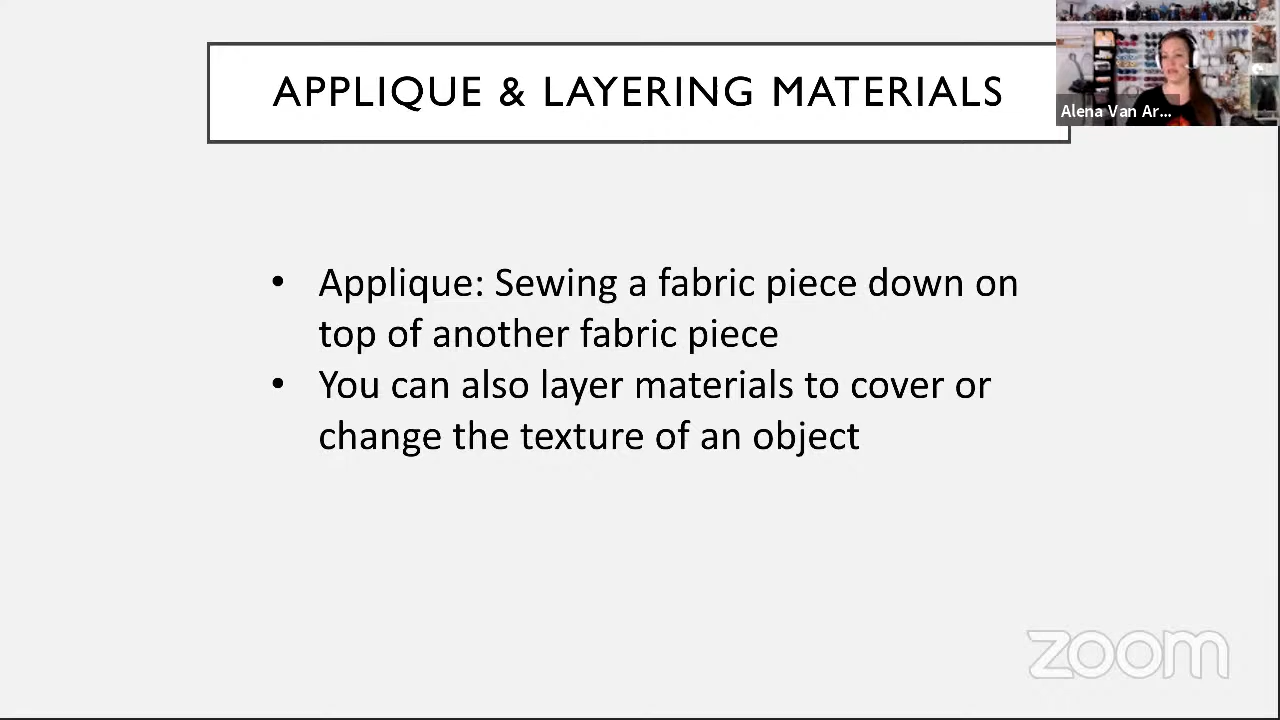 APPLIQUE & LAYERING MATERIALS
Alena Van Ar...
• Applique: Sewing a fabric piece down on
top of another fabric piece
• You can also layer materials to cover or
change the texture of an object
zoom